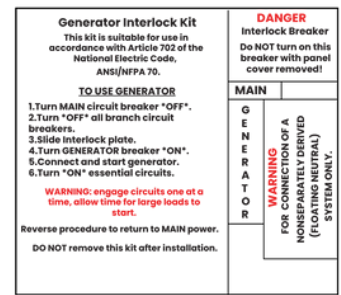 Generator Interlock Kit
This kit is suitable for use in
accordance with Article 702 of the
National Electric Code,
ANSI/NFPA 70.
TO USE GENERATOR
1.Turn MAIN circuit breaker *OFF*.
2.Turn *OFF* all branch circuit
breakers.
3.Slide Interlock plate.
4.Turn GENERATOR breaker *ON*.
5.Connect and start generator.
6.Turn *ON* essential circuits.
WARNING: engage circuits one at a
time, allow time for large loads to
start.
Reverse procedure to return to MAIN power.
DO NOT remove this kit after installation.
DANGER
Interlock Breaker
Do NOT turn on this
breaker with panel
cover removed!
MAIN
GENERATOR
WARNING
FOR CONNECTION OF A
NONSEPARATELY DERIVED
(FLOATING NEUTRAL)
SYSTEM ONLY.